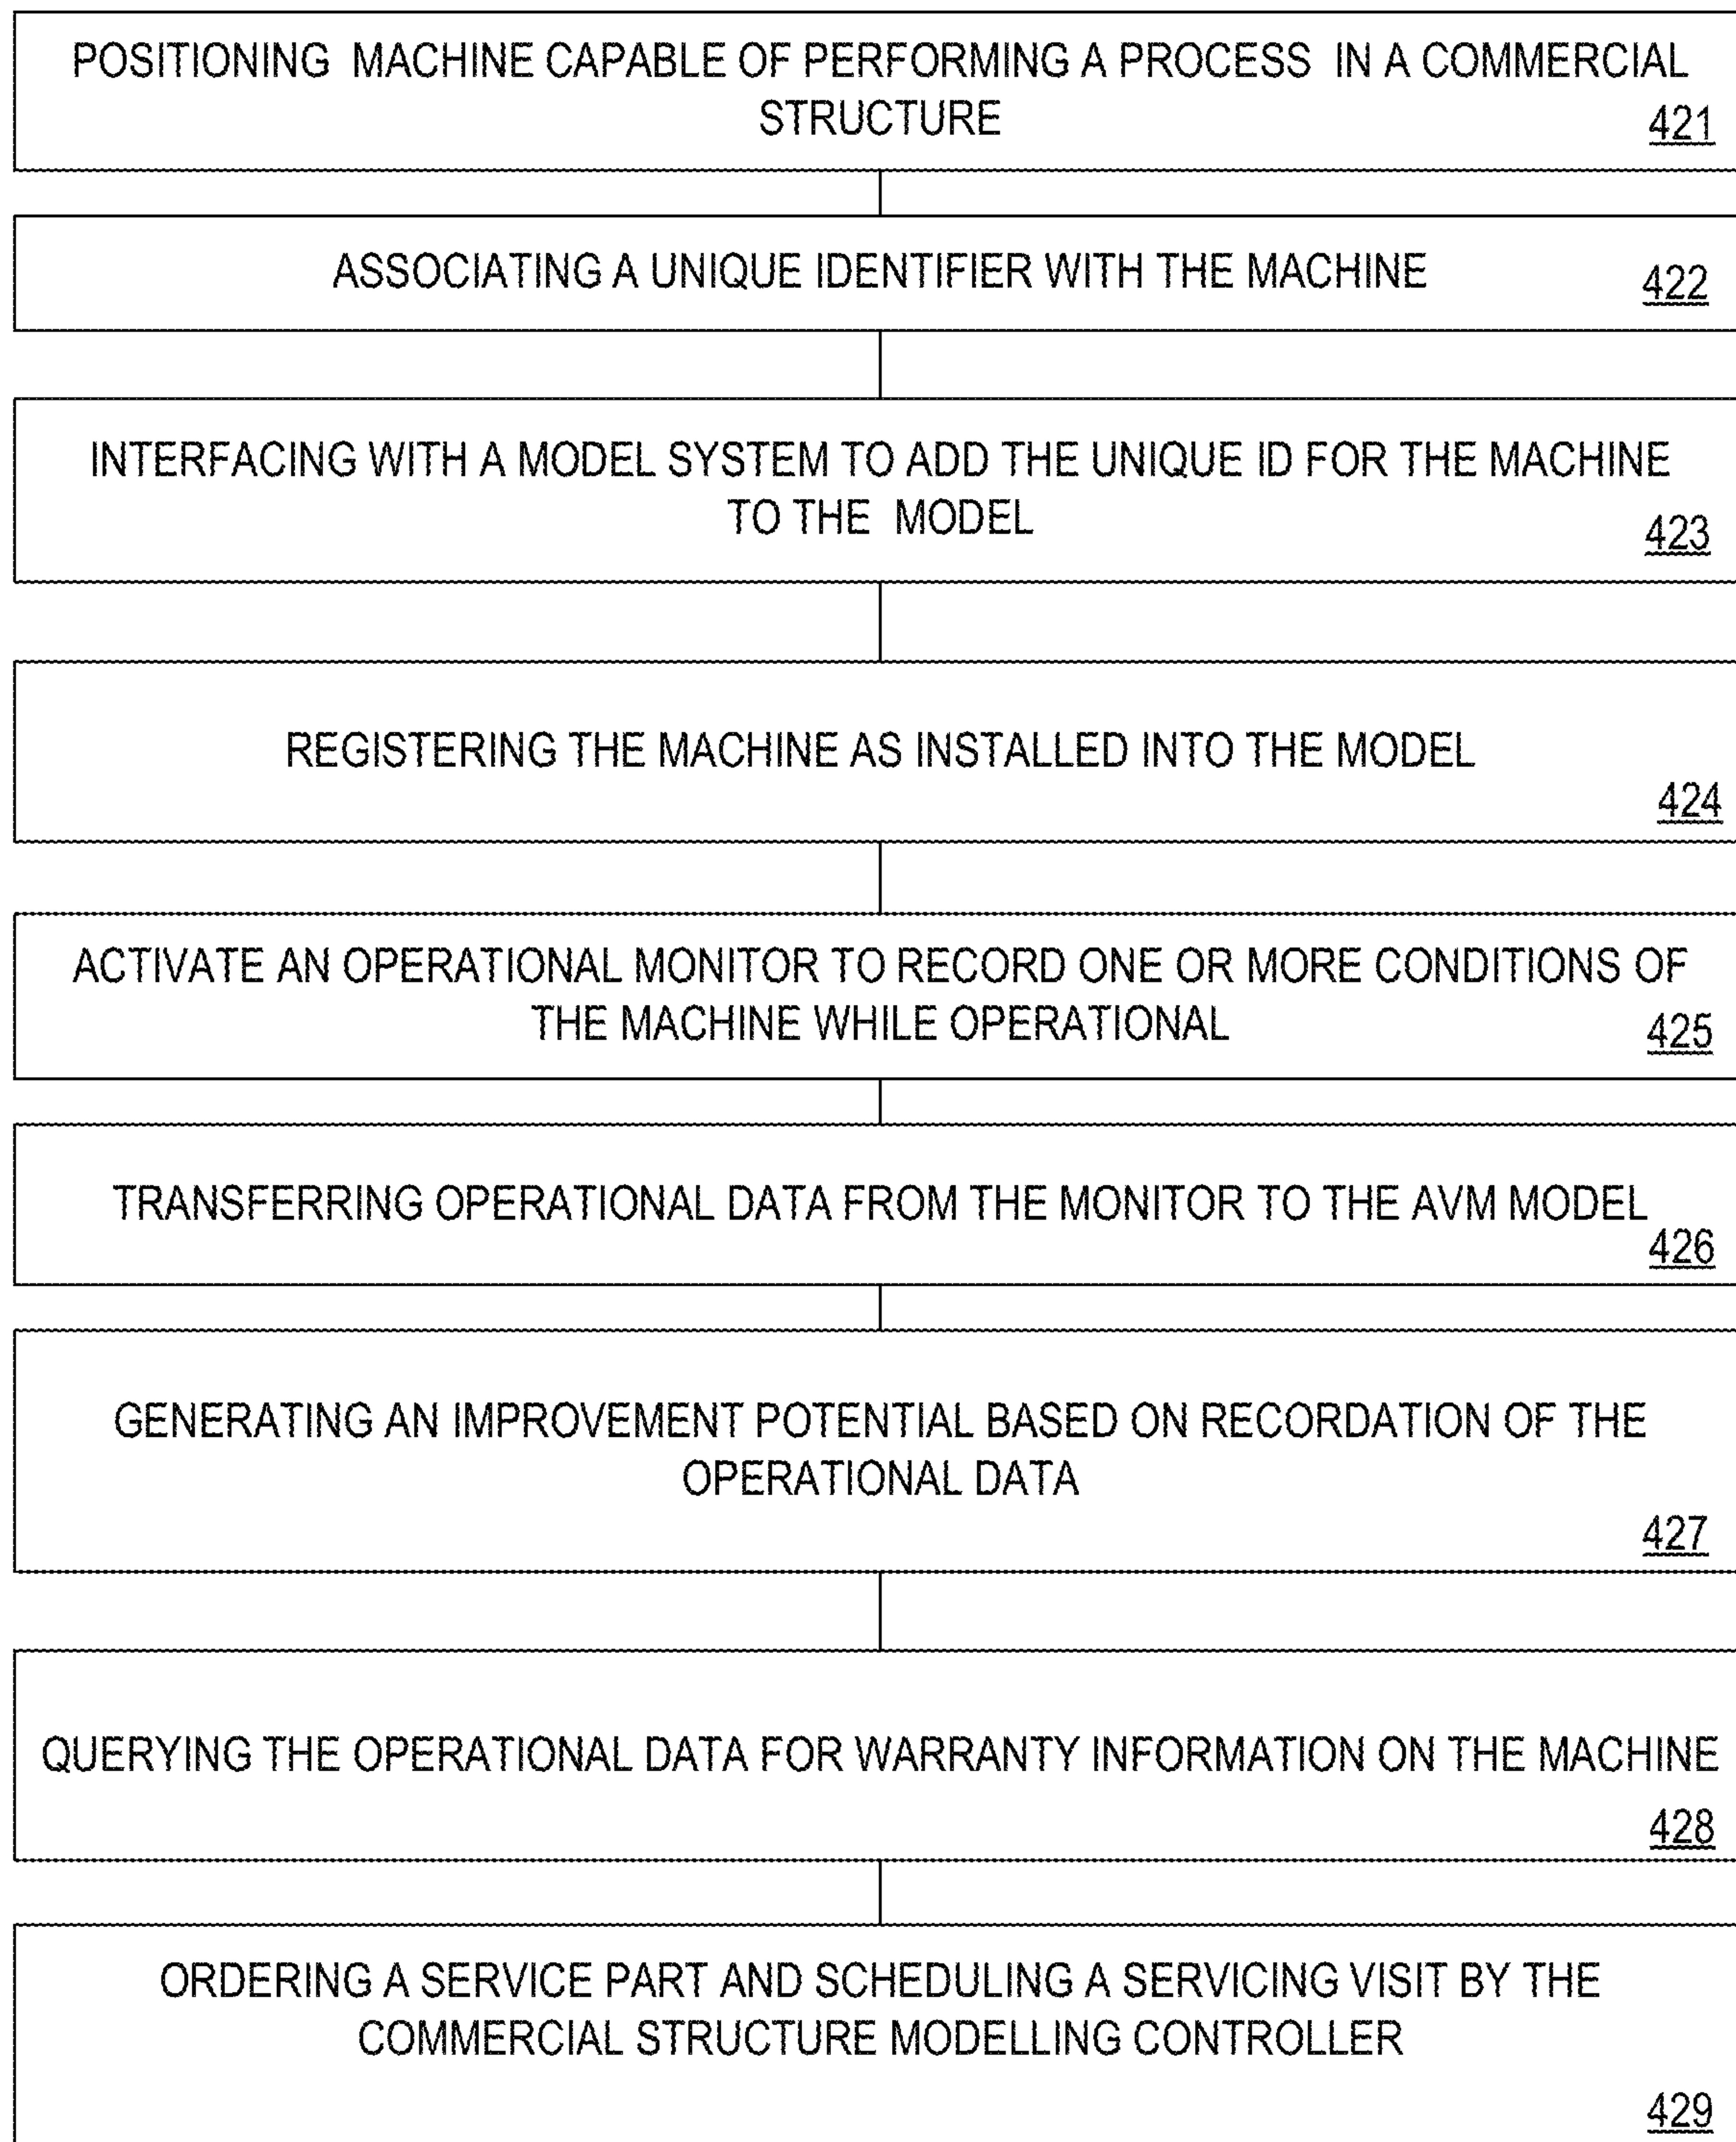 POSITIONING MACHINE CAPABLE OF PERFORMING A PROCESS IN A COMMERCIAL
STRUCTURE
421
ASSOCIATING A UNIQUE IDENTIFIER WITH THE MACHINE
422
INTERFACING WITH A MODEL SYSTEM TO ADD THE UNIQUE ID FOR THE MACHINE
TO THE MODEL
423
REGISTERING THE MACHINE AS INSTALLED INTO THE MODEL
424
ACTIVATE AN OPERATIONAL MONITOR TO RECORD ONE OR MORE CONDITIONS OF
THE MACHINE WHILE OPERATIONAL
425
TRANSFERRING OPERATIONAL DATA FROM THE MONITOR TO THE AVM MODEL
426
GENERATING AN IMPROVEMENT POTENTIAL BASED ON RECORDATION OF THE
OPERATIONAL DATA
427
QUERYING THE OPERATIONAL DATA FOR WARRANTY INFORMATION ON THE MACHINE
428
ORDERING A SERVICE PART AND SCHEDULING A SERVICING VISIT BY THE
COMMERCIAL STRUCTURE MODELLING CONTROLLER
429